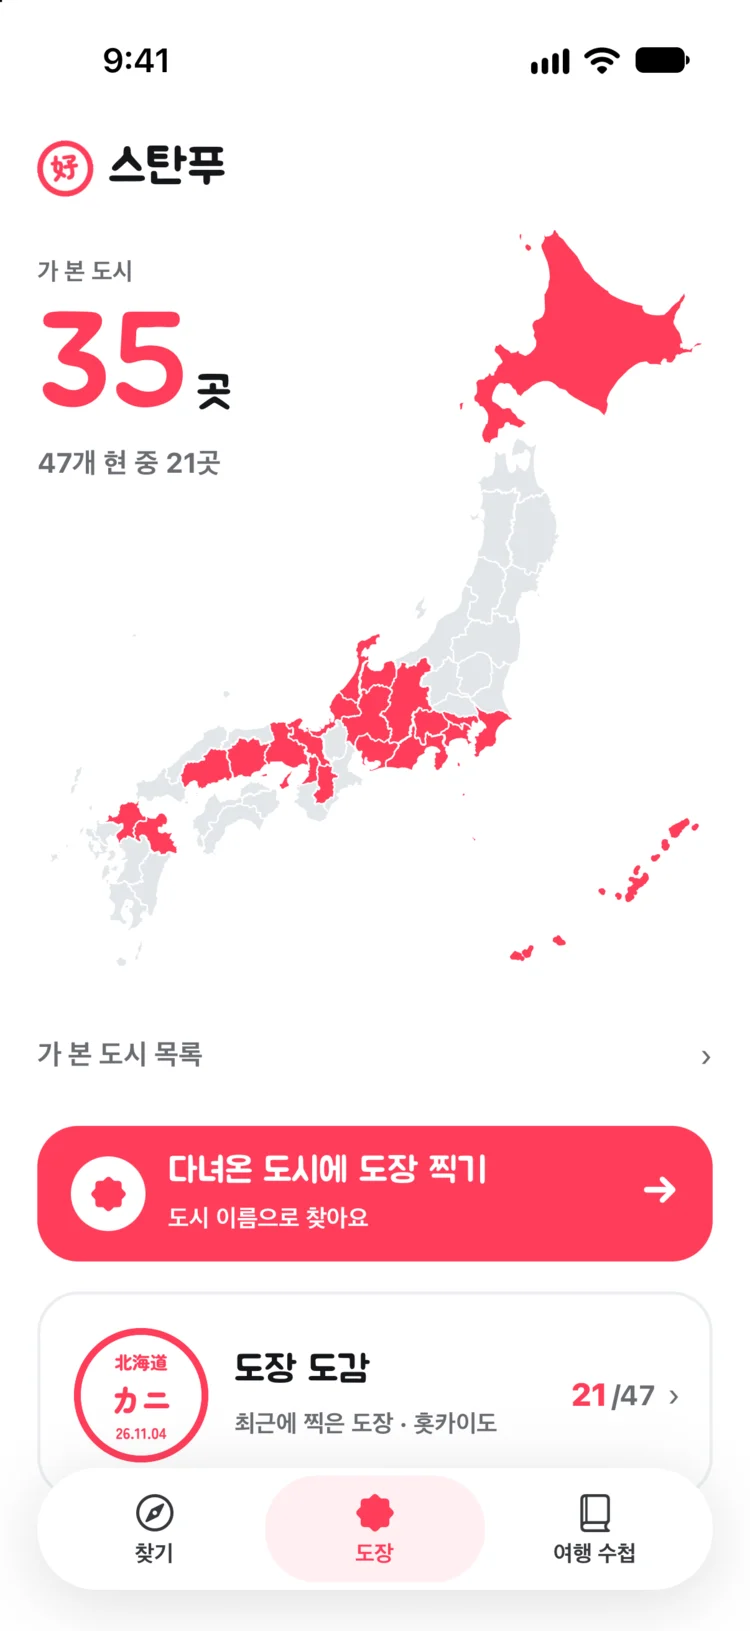 9:41
好 스탄푸
가 본 도시
35 곳
47개 현 중 21곳
가 본 도시 목록
다녀온 도시에 도장 찍기
도시 이름으로 찾아요
北海道
カニ
26.11.04
도장 도감
최근에 찍은 도장 · 홋카이도
21/47
찾기
도장
여행 수첩